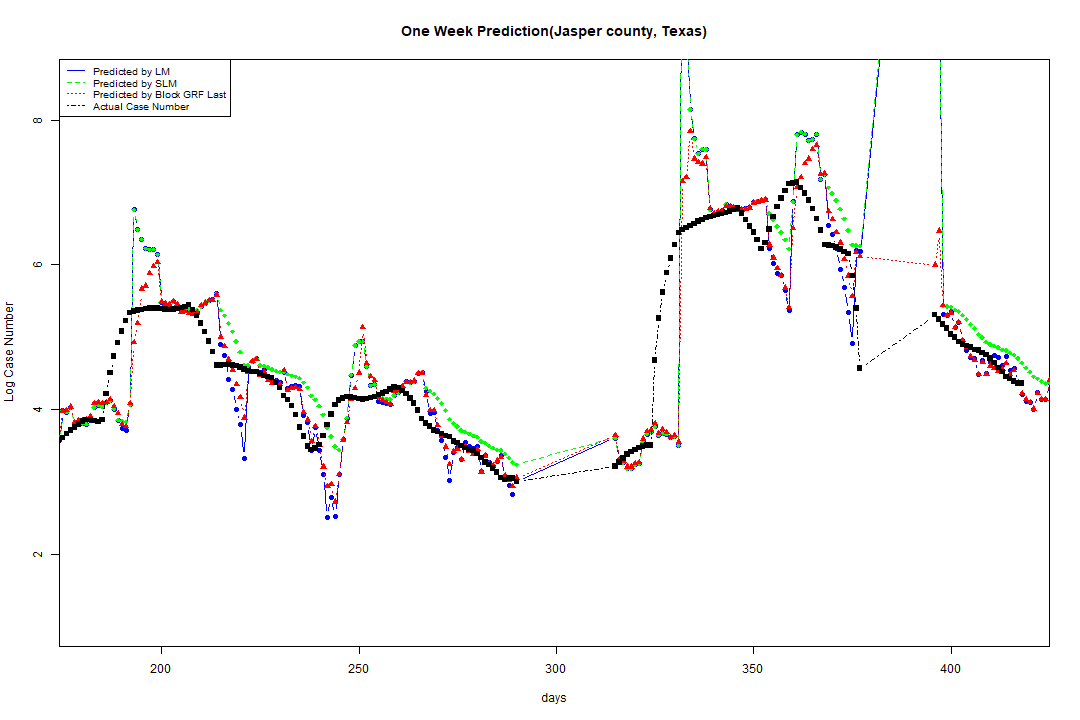 One Week Prediction(Jasper county, Texas)
Predicted by LM
Predicted by SLM
Predicted by Block GRF Last
Actual Case Number
Log Case Number
8
6
4
2
200 250 300 350 400
days